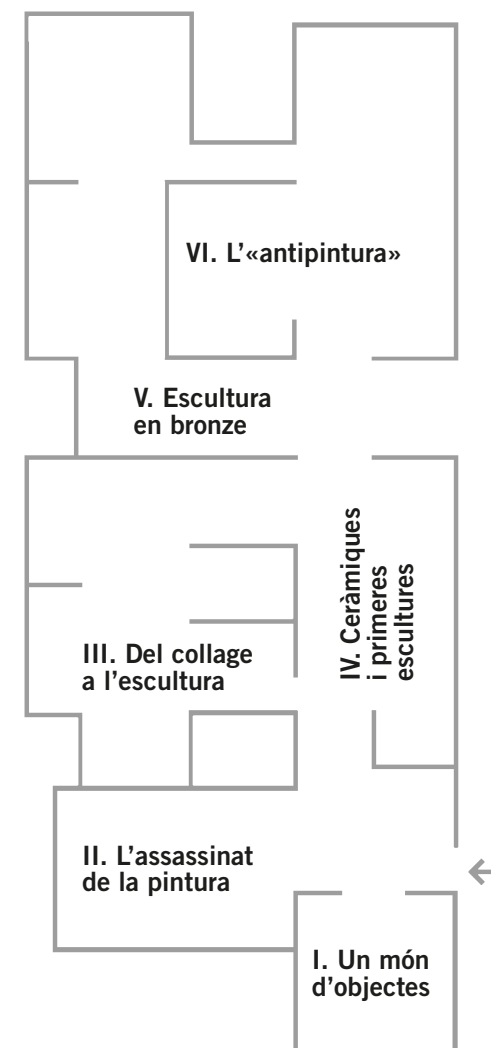 VI. L'«antipintura»
V. Escultura
en bronze
IV. Ceràmiques
i primeres
escultures
III. Del collage
a l'escultura
II. L'assassinat
de la pintura
I. Un món
d'objectes